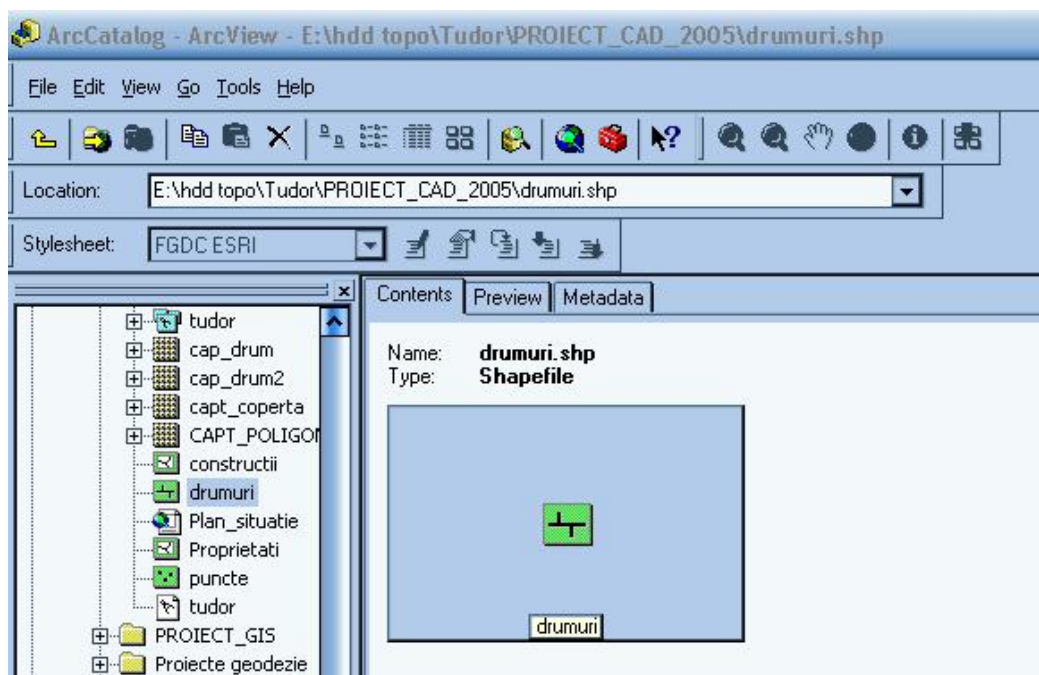 ArcCatalog - ArcView - E:\hdd topo\Tudor\PROIECT_CAD_2005\drumuri.shp
File Edit View Go Tools Help
Location: E:\hdd topo\Tudor\PROIECT_CAD_2005\drumuri.shp
Stylesheet: FGDC ESRI
Contents Preview Metadata
tudor
cap_drum
cap_drum2
capt_coperta
CAPT_POLIGON
constructii
drumuri
Plan_situatie
Proprietati
puncte
tudor
PROIECT_GIS
Proiecte geodezie
Name: drumuri.shp
Type: Shapefile
drumuri